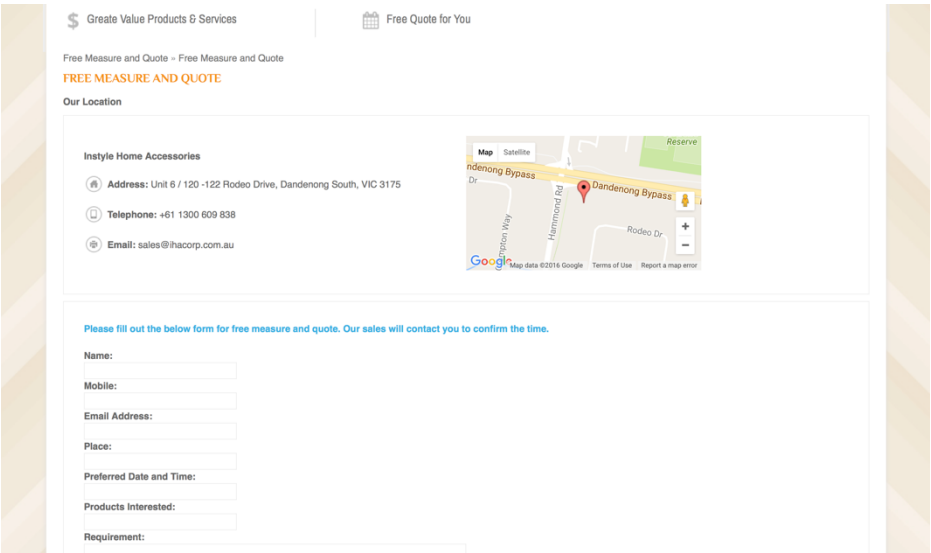 Greate Value Products & Services
Free Quote for You
Free Measure and Quote » Free Measure and Quote
FREE MEASURE AND QUOTE
Our Location
Instyle Home Accessories
Address: Unit 6 / 120 -122 Rodeo Drive, Dandenong South, VIC 3175
Telephone: +61 1300 609 838
Email: sales@ihacorp.com.au
Map Satellite
Reserve
ndenong Bypass
Dr
Dandenong Bypass
Hammond Rd
mpton Way
Rodeo Dr
Google
Map data ©2016 Google Terms of Use Report a map error
Please fill out the below form for free measure and quote. Our sales will contact you to confirm the time.
Name:
Mobile:
Email Address:
Place:
Preferred Date and Time:
Products Interested:
Requirement: